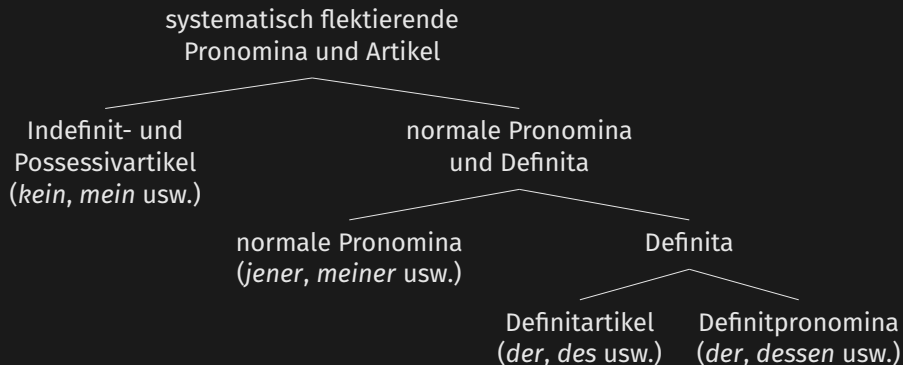 systematisch flektierende
Pronomina und Artikel
Indefinit- und
Possessivartikel
(kein, mein usw.)
normale Pronomina
und Definita
normale Pronomina
(jener, meiner usw.)
Definita
Definitartikel
(der, des usw.)
Definitpronomina
(der, dessen usw.)